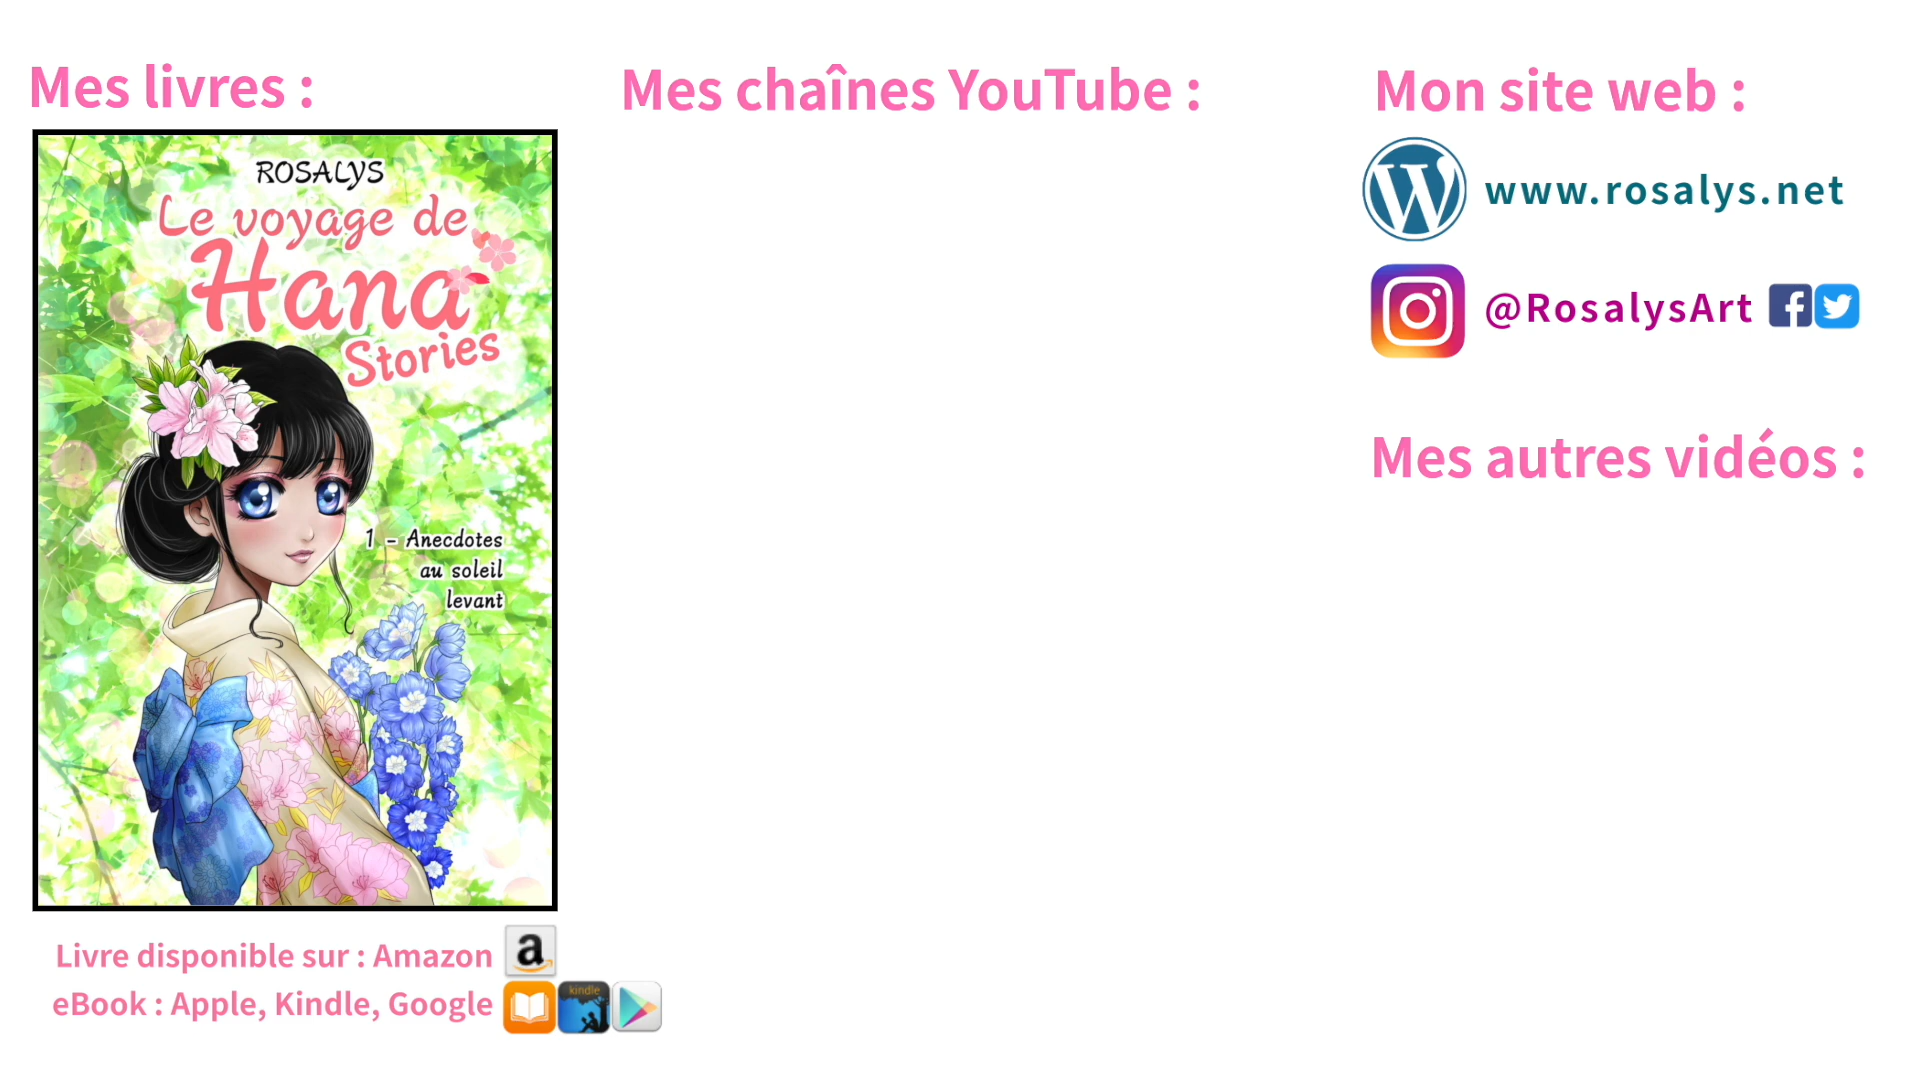 Mes livres :
ROSALYS
Le voyage de
Hana
Stories
1 - Anecdotes
au soleil
levant
Livre disponible sur : Amazon
a
eBook : Apple, Kindle, Google
kindle
Mes chaînes YouTube :
Mon site web :
www.rosalys.net
@RosalysArt
Mes autres vidéos :